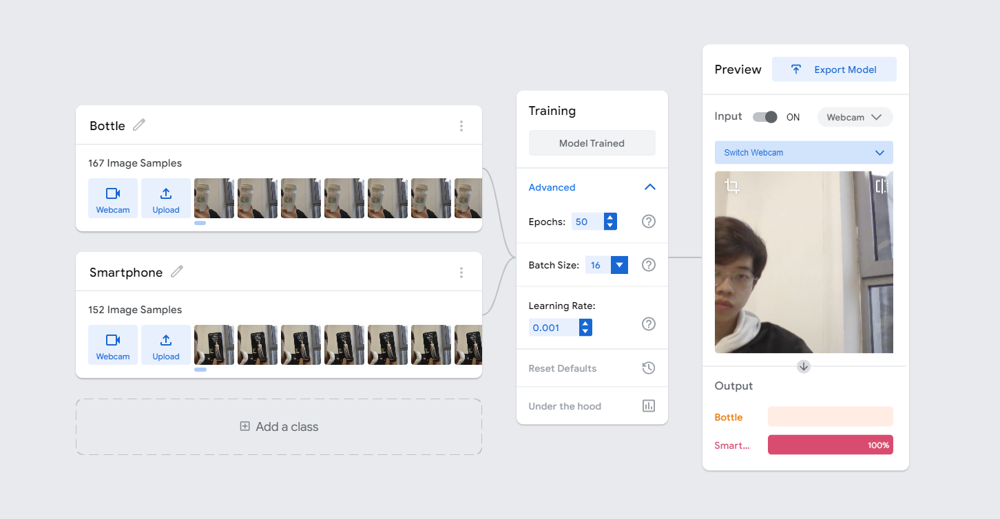 Bottle
167 Image Samples
Webcam
Upload
Smartphone
152 Image Samples
Webcam
Upload
Add a class
Training
Model Trained
Advanced
Epochs: 50
Batch Size: 16
Learning Rate:
0.001
Reset Defaults
Under the hood
Preview
Export Model
Input ON Webcam
Switch Webcam
Output
Bottle
Smart... 100%